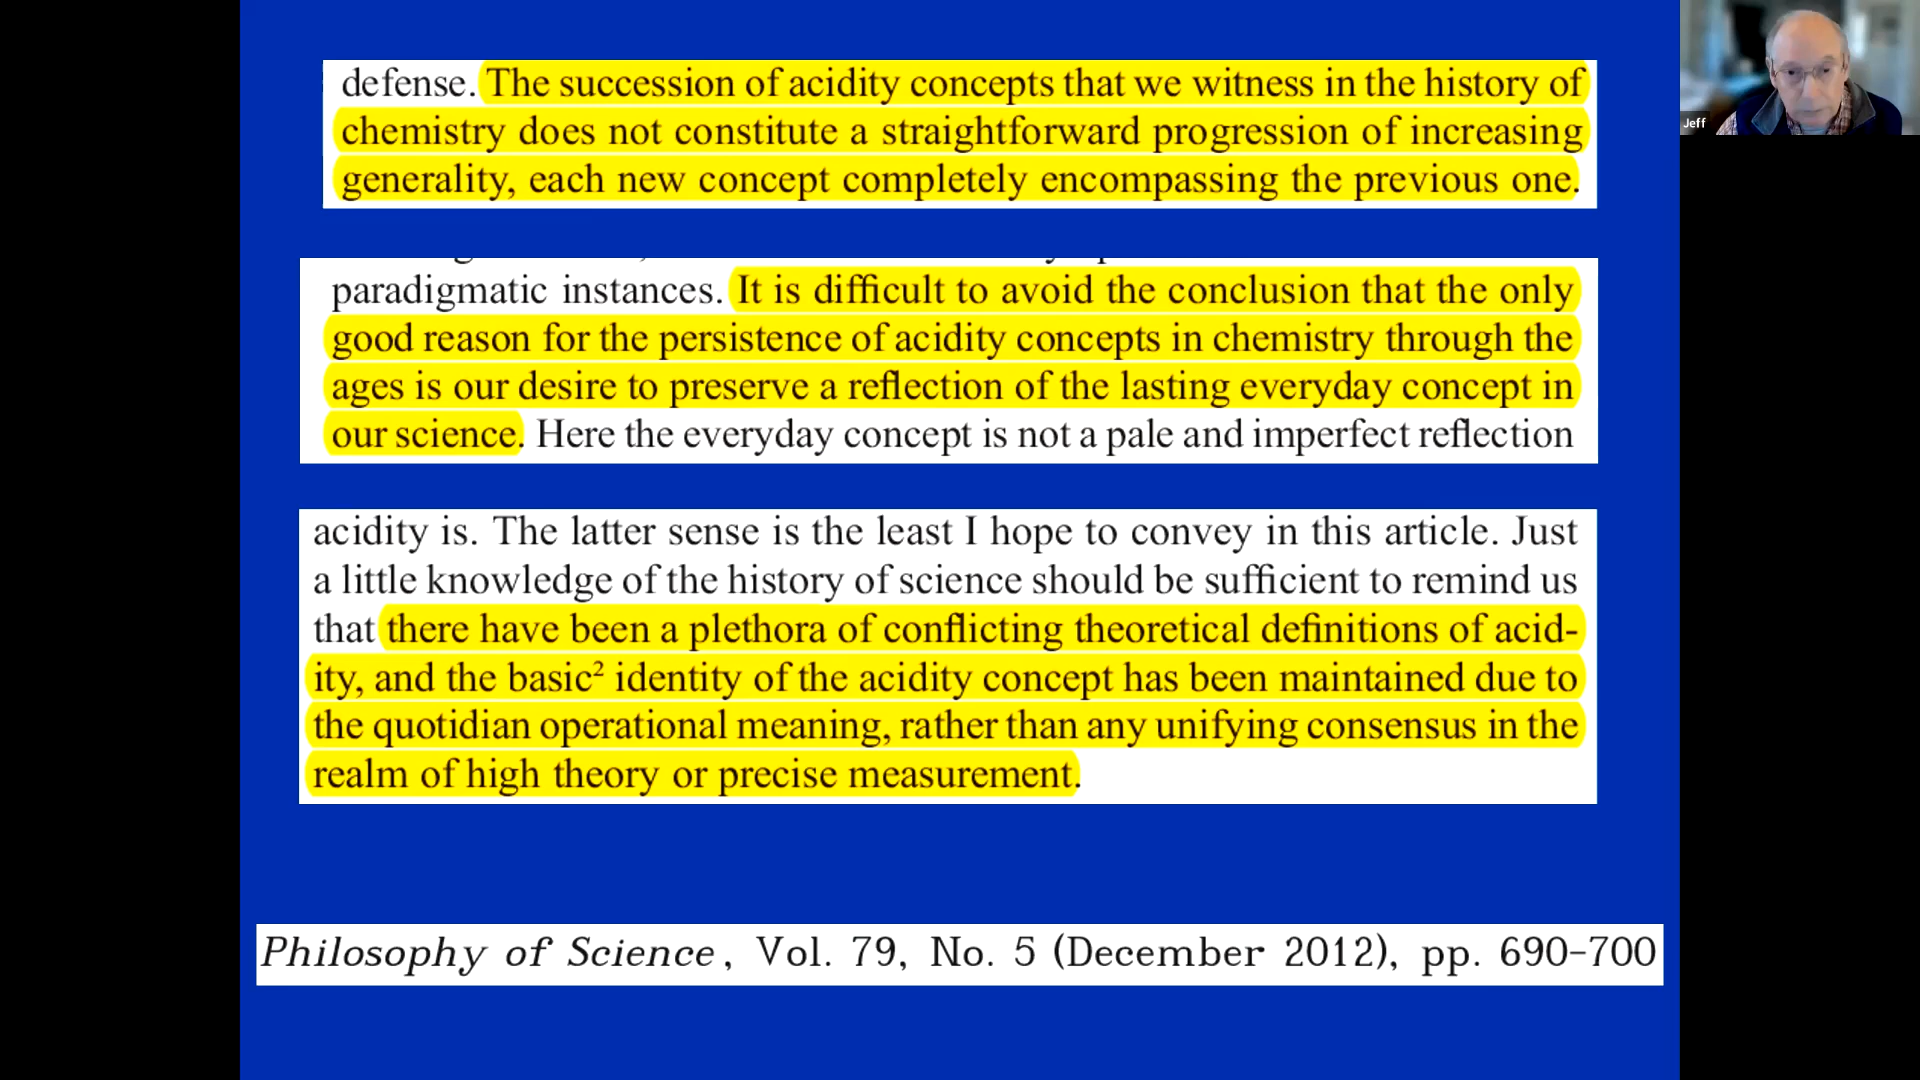 defense. The succession of acidity concepts that we witness in the history of
chemistry does not constitute a straightforward progression of increasing
generality, each new concept completely encompassing the previous one.
paradigmatic instances. It is difficult to avoid the conclusion that the only
good reason for the persistence of acidity concepts in chemistry through the
ages is our desire to preserve a reflection of the lasting everyday concept in
our science. Here the everyday concept is not a pale and imperfect reflection
acidity is. The latter sense is the least I hope to convey in this article. Just
a little knowledge of the history of science should be sufficient to remind us
that there have been a plethora of conflicting theoretical definitions of acid-
ity, and the basic² identity of the acidity concept has been maintained due to
the quotidian operational meaning, rather than any unifying consensus in the
realm of high theory or precise measurement.
Philosophy of Science, Vol. 79, No. 5 (December 2012), pp. 690–700
Jeff